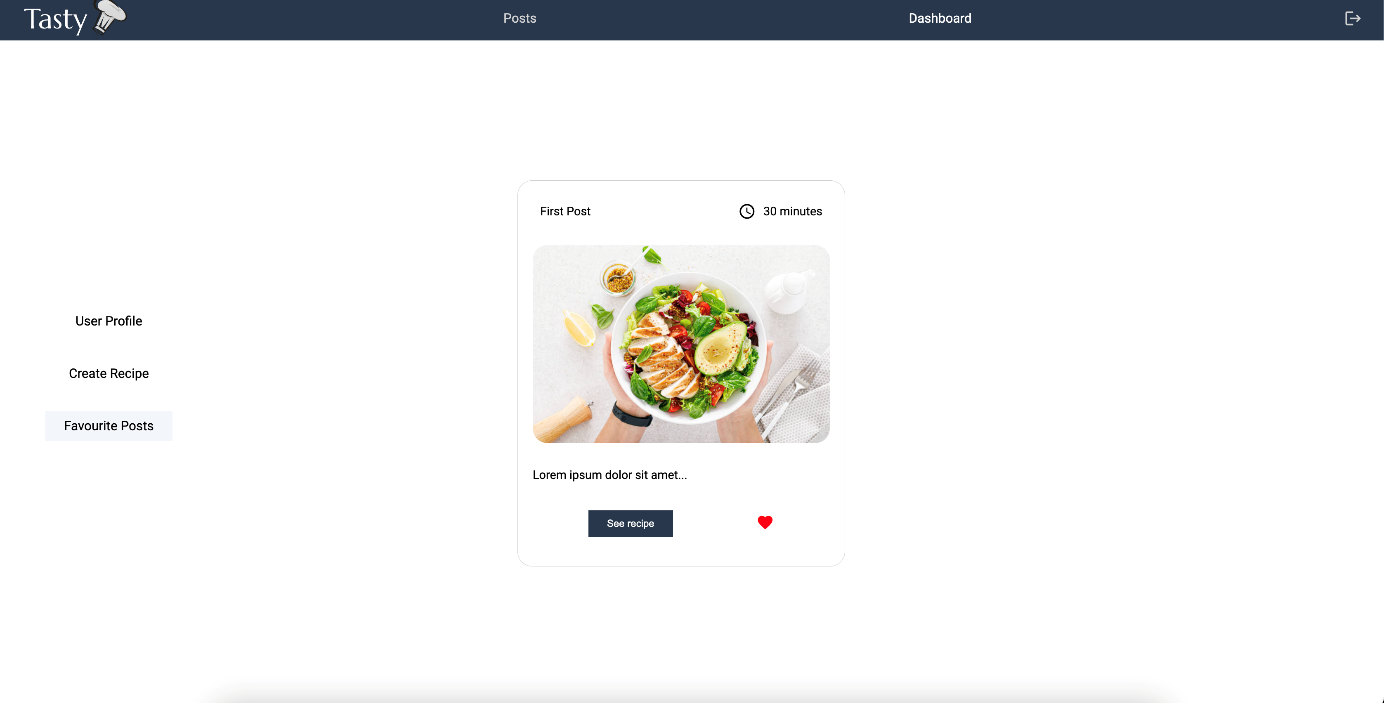 Tasty
Posts
Dashboard
First Post
30 minutes
User Profile
Create Recipe
Favourite Posts
Lorem ipsum dolor sit amet...
See recipe